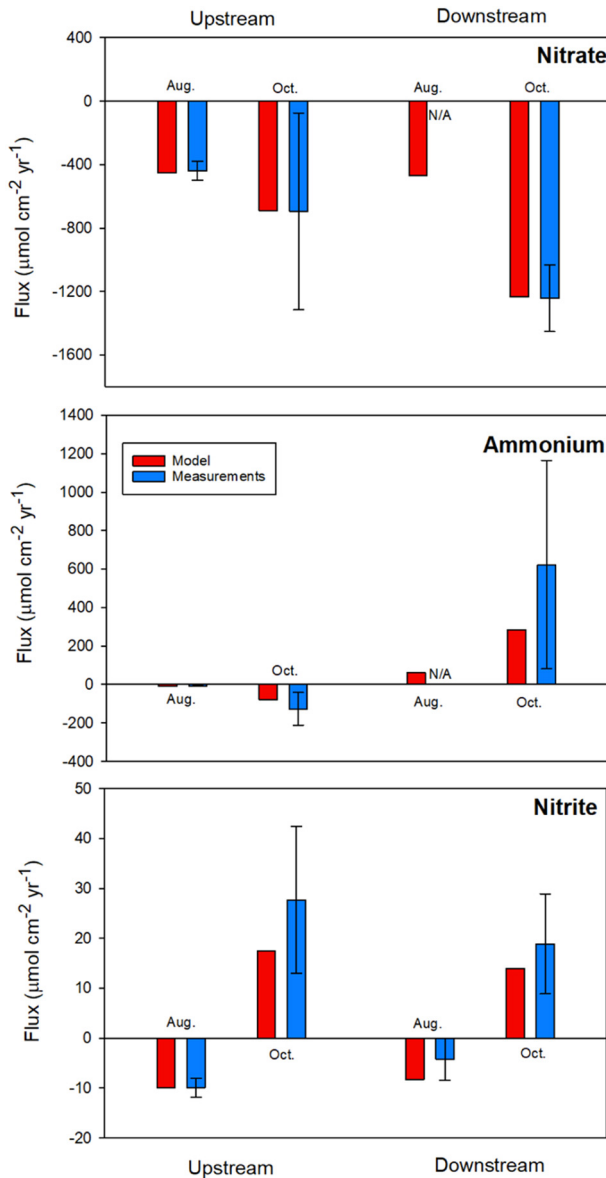 Upstream Downstream
400
Nitrate
Aug. Oct. Aug. Oct.
0
N/A
-400
-800
-1200
-1600
Flux (μmol cm⁻² yr⁻¹)
1400
Ammonium
1200
Model
Measurements
1000
800
600
400
200
Oct.
N/A
0
Aug. Aug. Oct.
-200
-400
Flux (μmol cm⁻² yr⁻¹)
50
Nitrite
40
30
20
10
Aug. Aug.
0
Oct. Oct.
-10
-20
Flux (μmol cm⁻² yr⁻¹)
Upstream Downstream